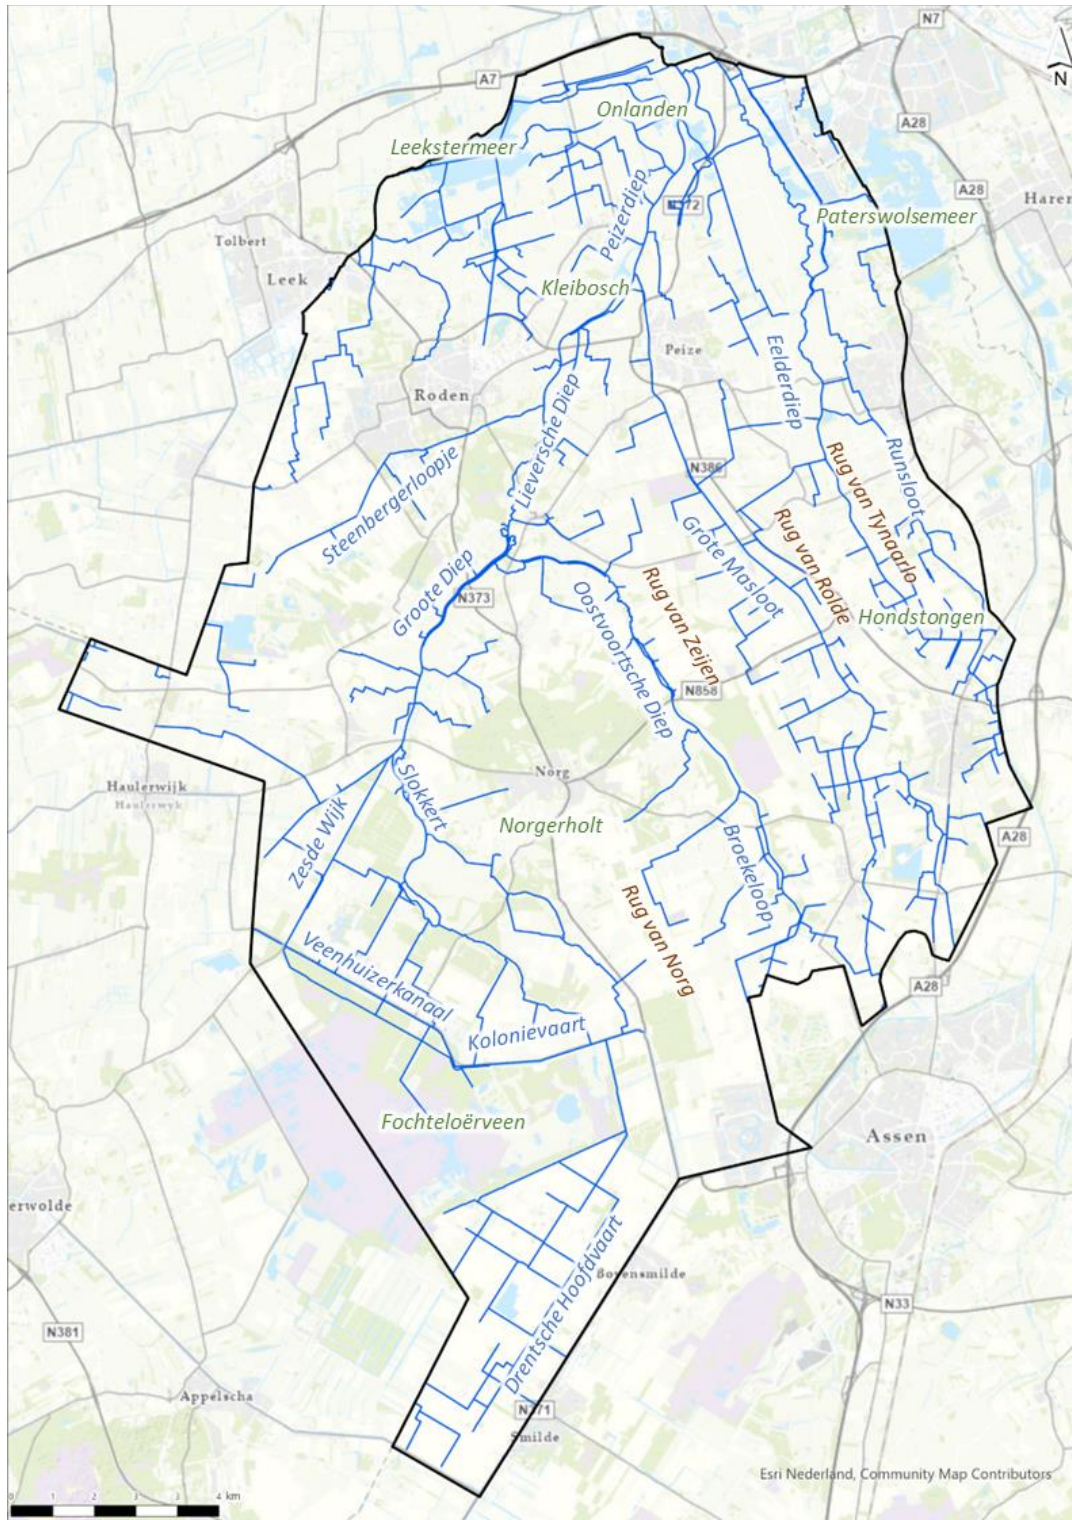 N7
A7
N
Onlanden
A28
Leekstermeer
A28
Haren
N372
Peizerdiep
Paterswolsemeer
Tolbert
Leek
Kleibosch
Peize
Eelderdiep
Roden
Lieversche Diep
Runsloot
N386
Rug van Tynaarlo
Steenbergerloopje
Grote Masloot
Rug van Rolde
Groote Diep
N373
Oostvoortsche Diep
Rug van Zeijen
Hondstongen
N858
Haulerwijk
Haulerwyk
Norg
Slokkert
Zesde Wijk
Norgerholt
A28
Broekeloop
Rug van Norg
Veenhuizerkanaal
A28
Kolonievaart
Fochteloërveen
Assen
erwolde
Drentsche Hoofdvaart
Bovensmilde
N33
N381
Appelscha
N371
Smilde
Esri Nederland, Community Map Contributors
0 1 2 3 4 km